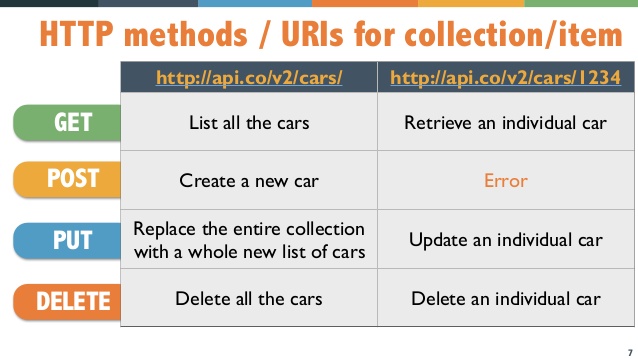 HTTP methods / URIs for collection/item
http://api.co/v2/cars/ http://api.co/v2/cars/1234
GET List all the cars Retrieve an individual car
POST Create a new car Error
PUT Replace the entire collection with a whole new list of cars Update an individual car
DELETE Delete all the cars Delete an individual car
7